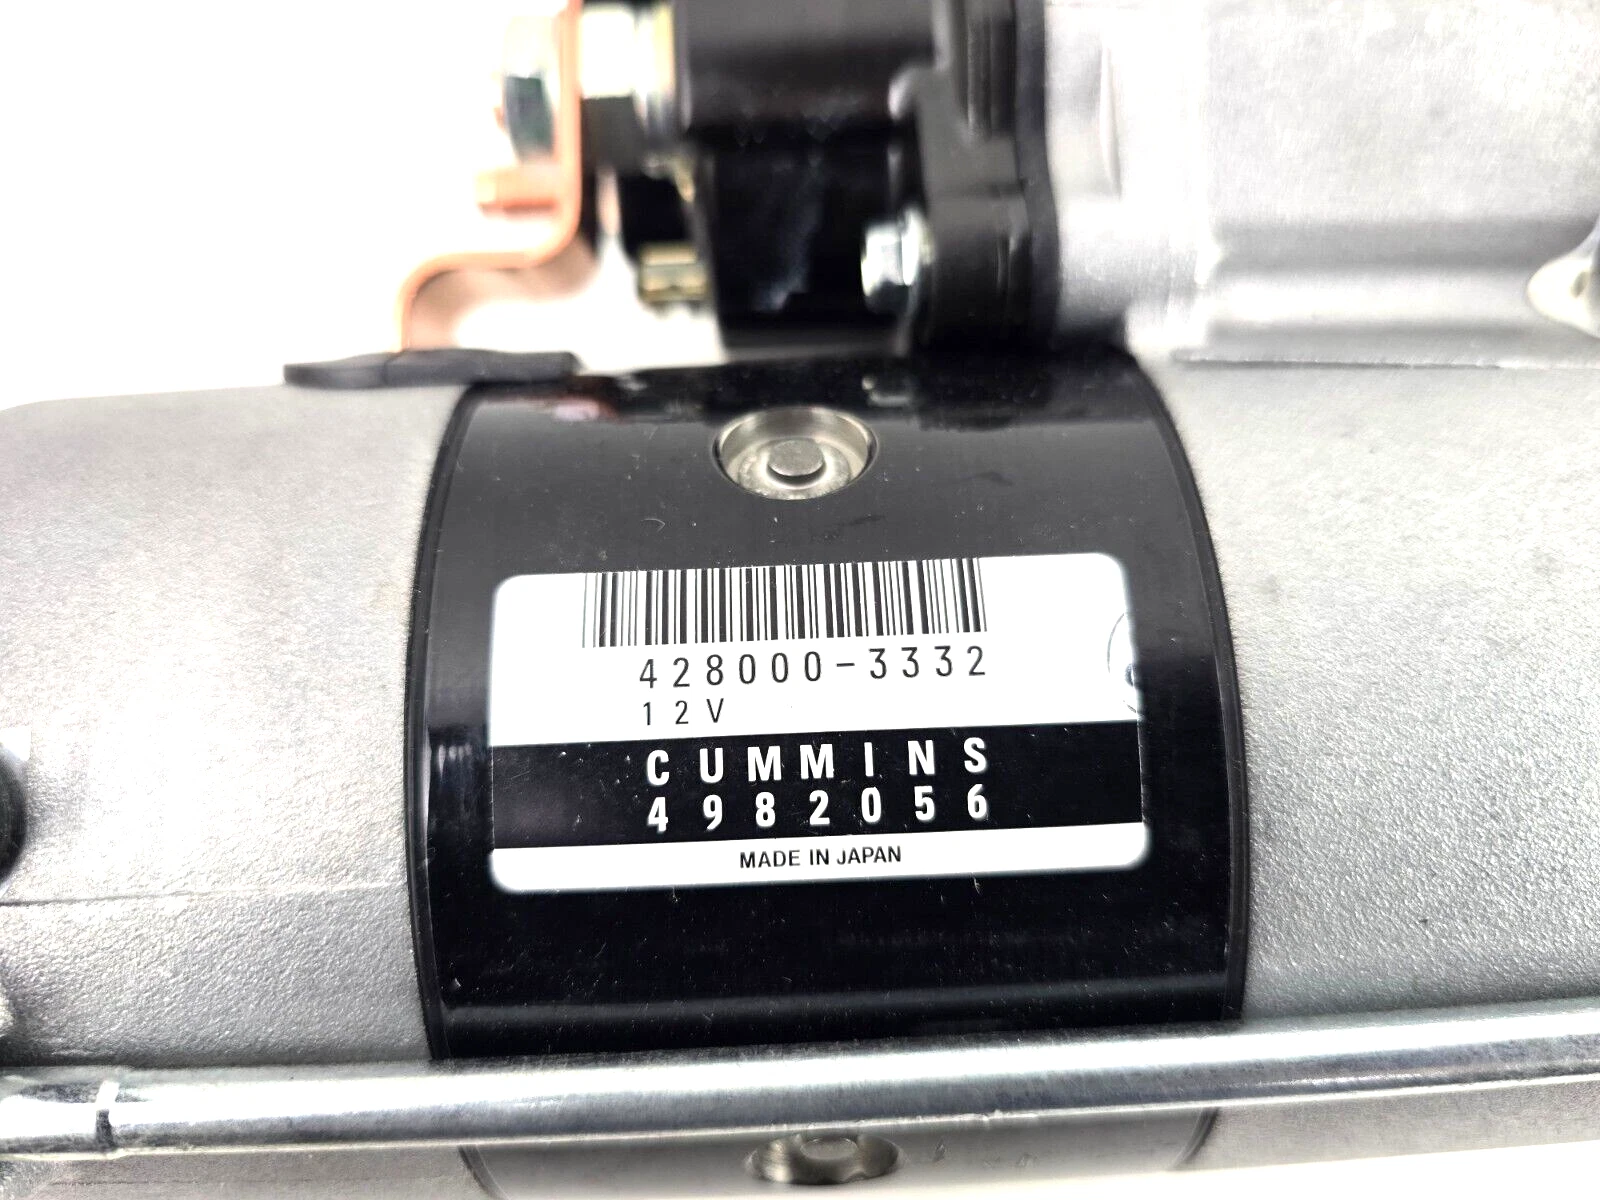 428000-3332
12V
CUMMINS
4982056
MADE IN JAPAN